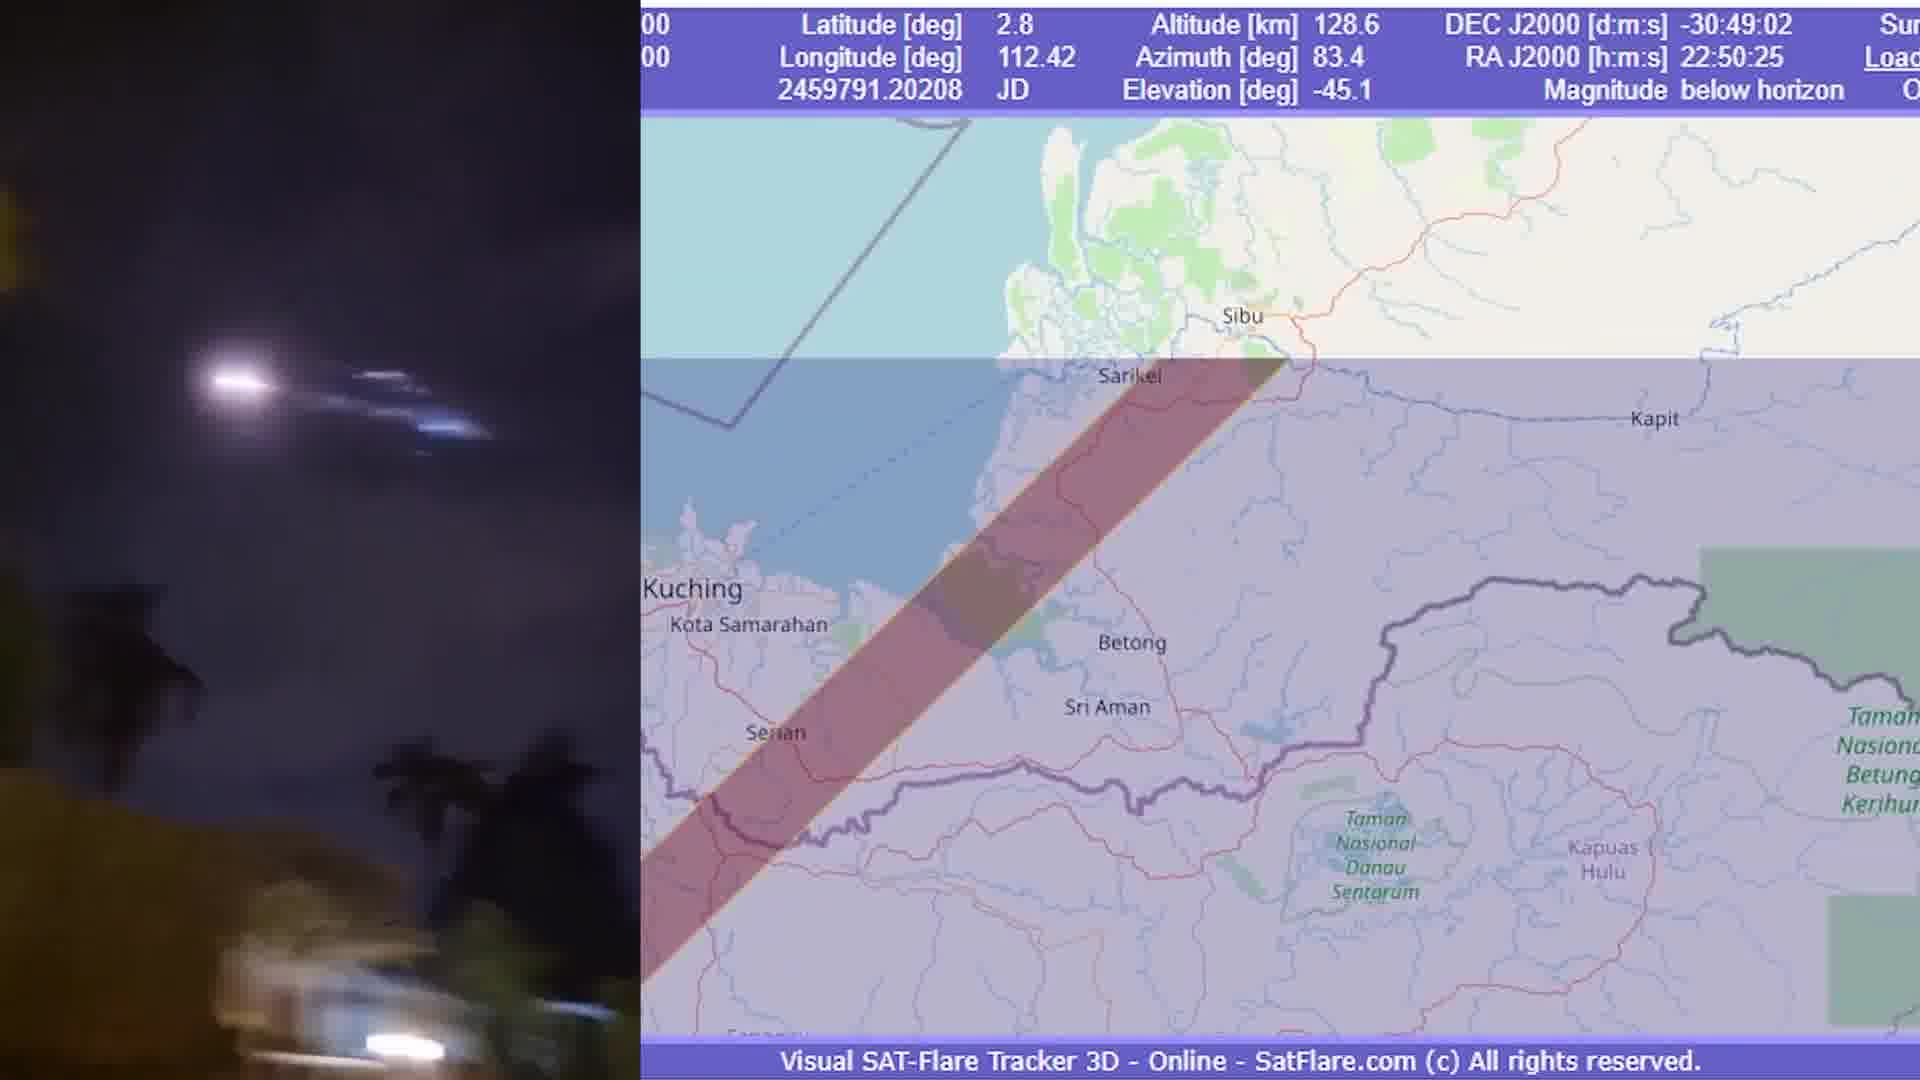 00 Latitude [deg] 2.8 Altitude [km] 128.6 DEC J2000 [d:m:s] -30:49:02 Sun
00 Longitude [deg] 112.42 Azimuth [deg] 83.4 RA J2000 [h:m:s] 22:50:25 Load
2459791.20208 JD Elevation [deg] -45.1 Magnitude below horizon O
Sibu
Sarikei
Kapit
Kuching
Kota Samarahan
Betong
Sri Aman
Serian
Taman
Nasional
Betung
Kerihun
Taman
Nasional
Danau
Sentarum
Kapuas
Hulu
Visual SAT-Flare Tracker 3D - Online - SatFlare.com (c) All rights reserved.